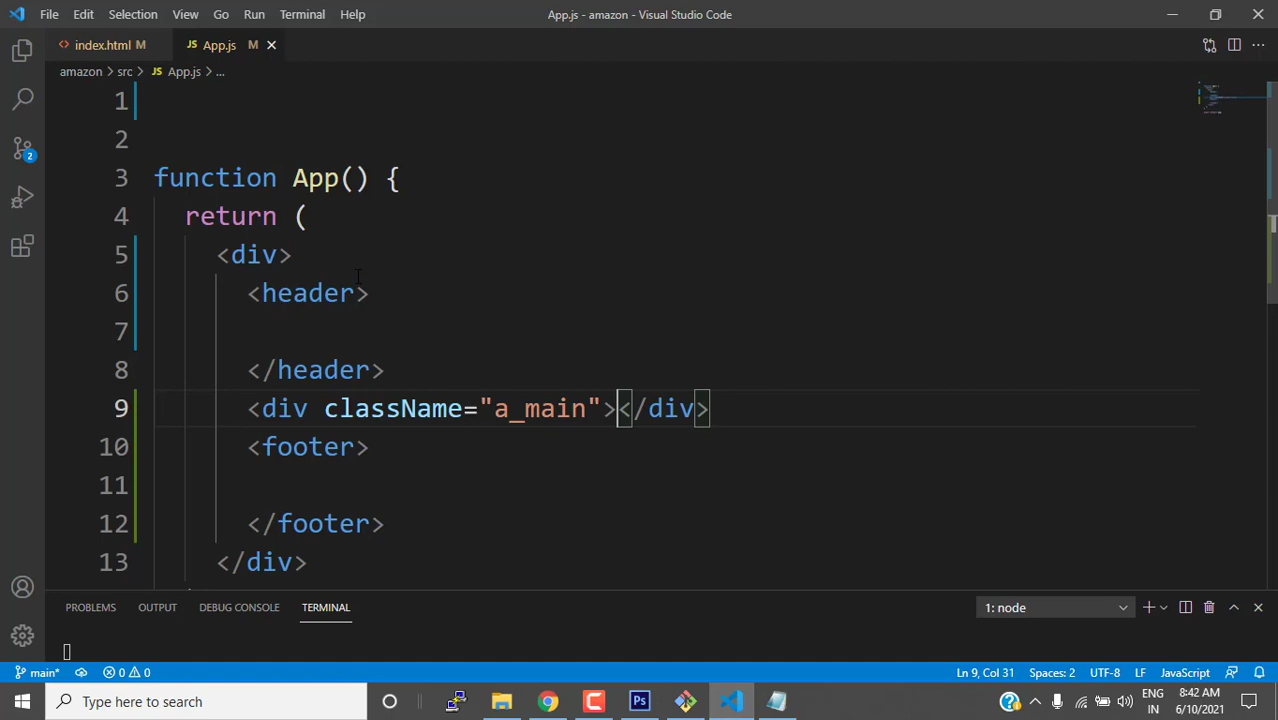 File Edit Selection View Go Run Terminal Help App.js - amazon - Visual Studio Code
index.html M App.js M
amazon > src > App.js > ...
1
2
3 function App() {
4 return (
5 <div>
6 <header>
7
8 </header>
9 <div className="a_main"></div>
10 <footer>
11
12 </footer>
13 </div>
PROBLEMS OUTPUT DEBUG CONSOLE TERMINAL 1: node
2
main* 0 0 Ln 9, Col 31 Spaces: 2 UTF-8 LF JavaScript
Type here to search Ps ENG 8:42 AM
IN 6/10/2021